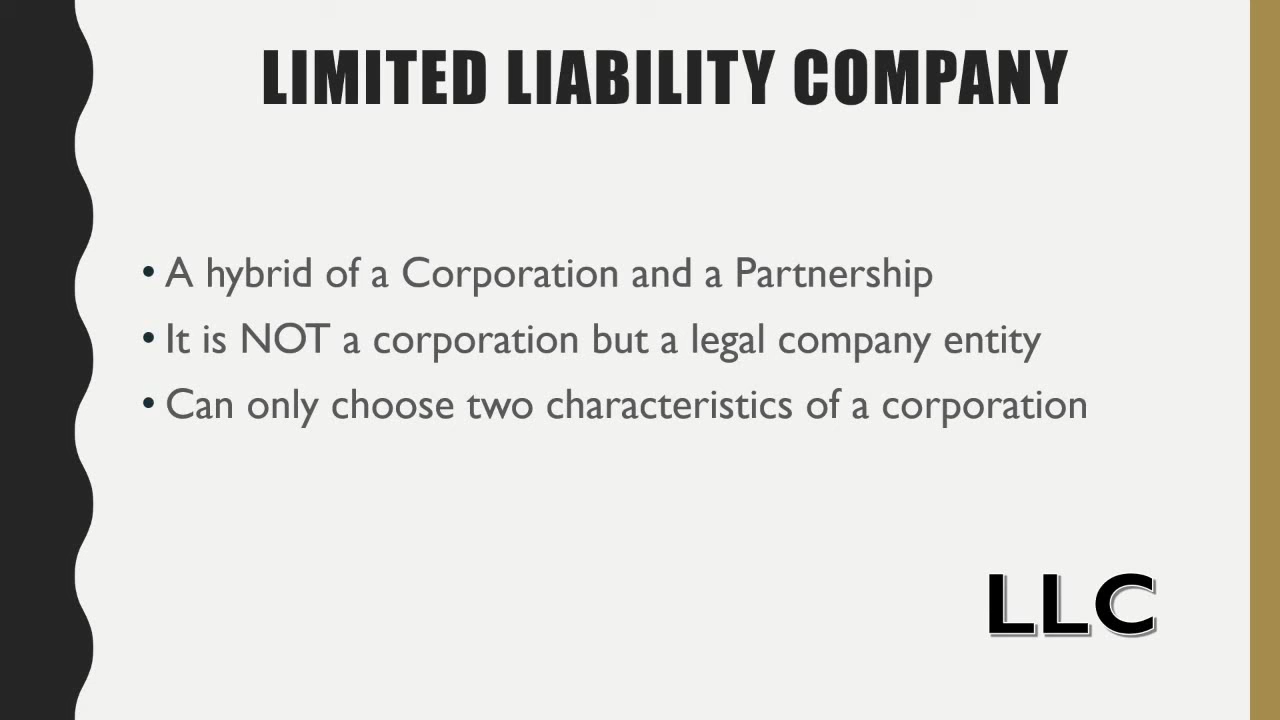 LIMITED LIABILITY COMPANY
• A hybrid of a Corporation and a Partnership
• It is NOT a corporation but a legal company entity
• Can only choose two characteristics of a corporation
LLC